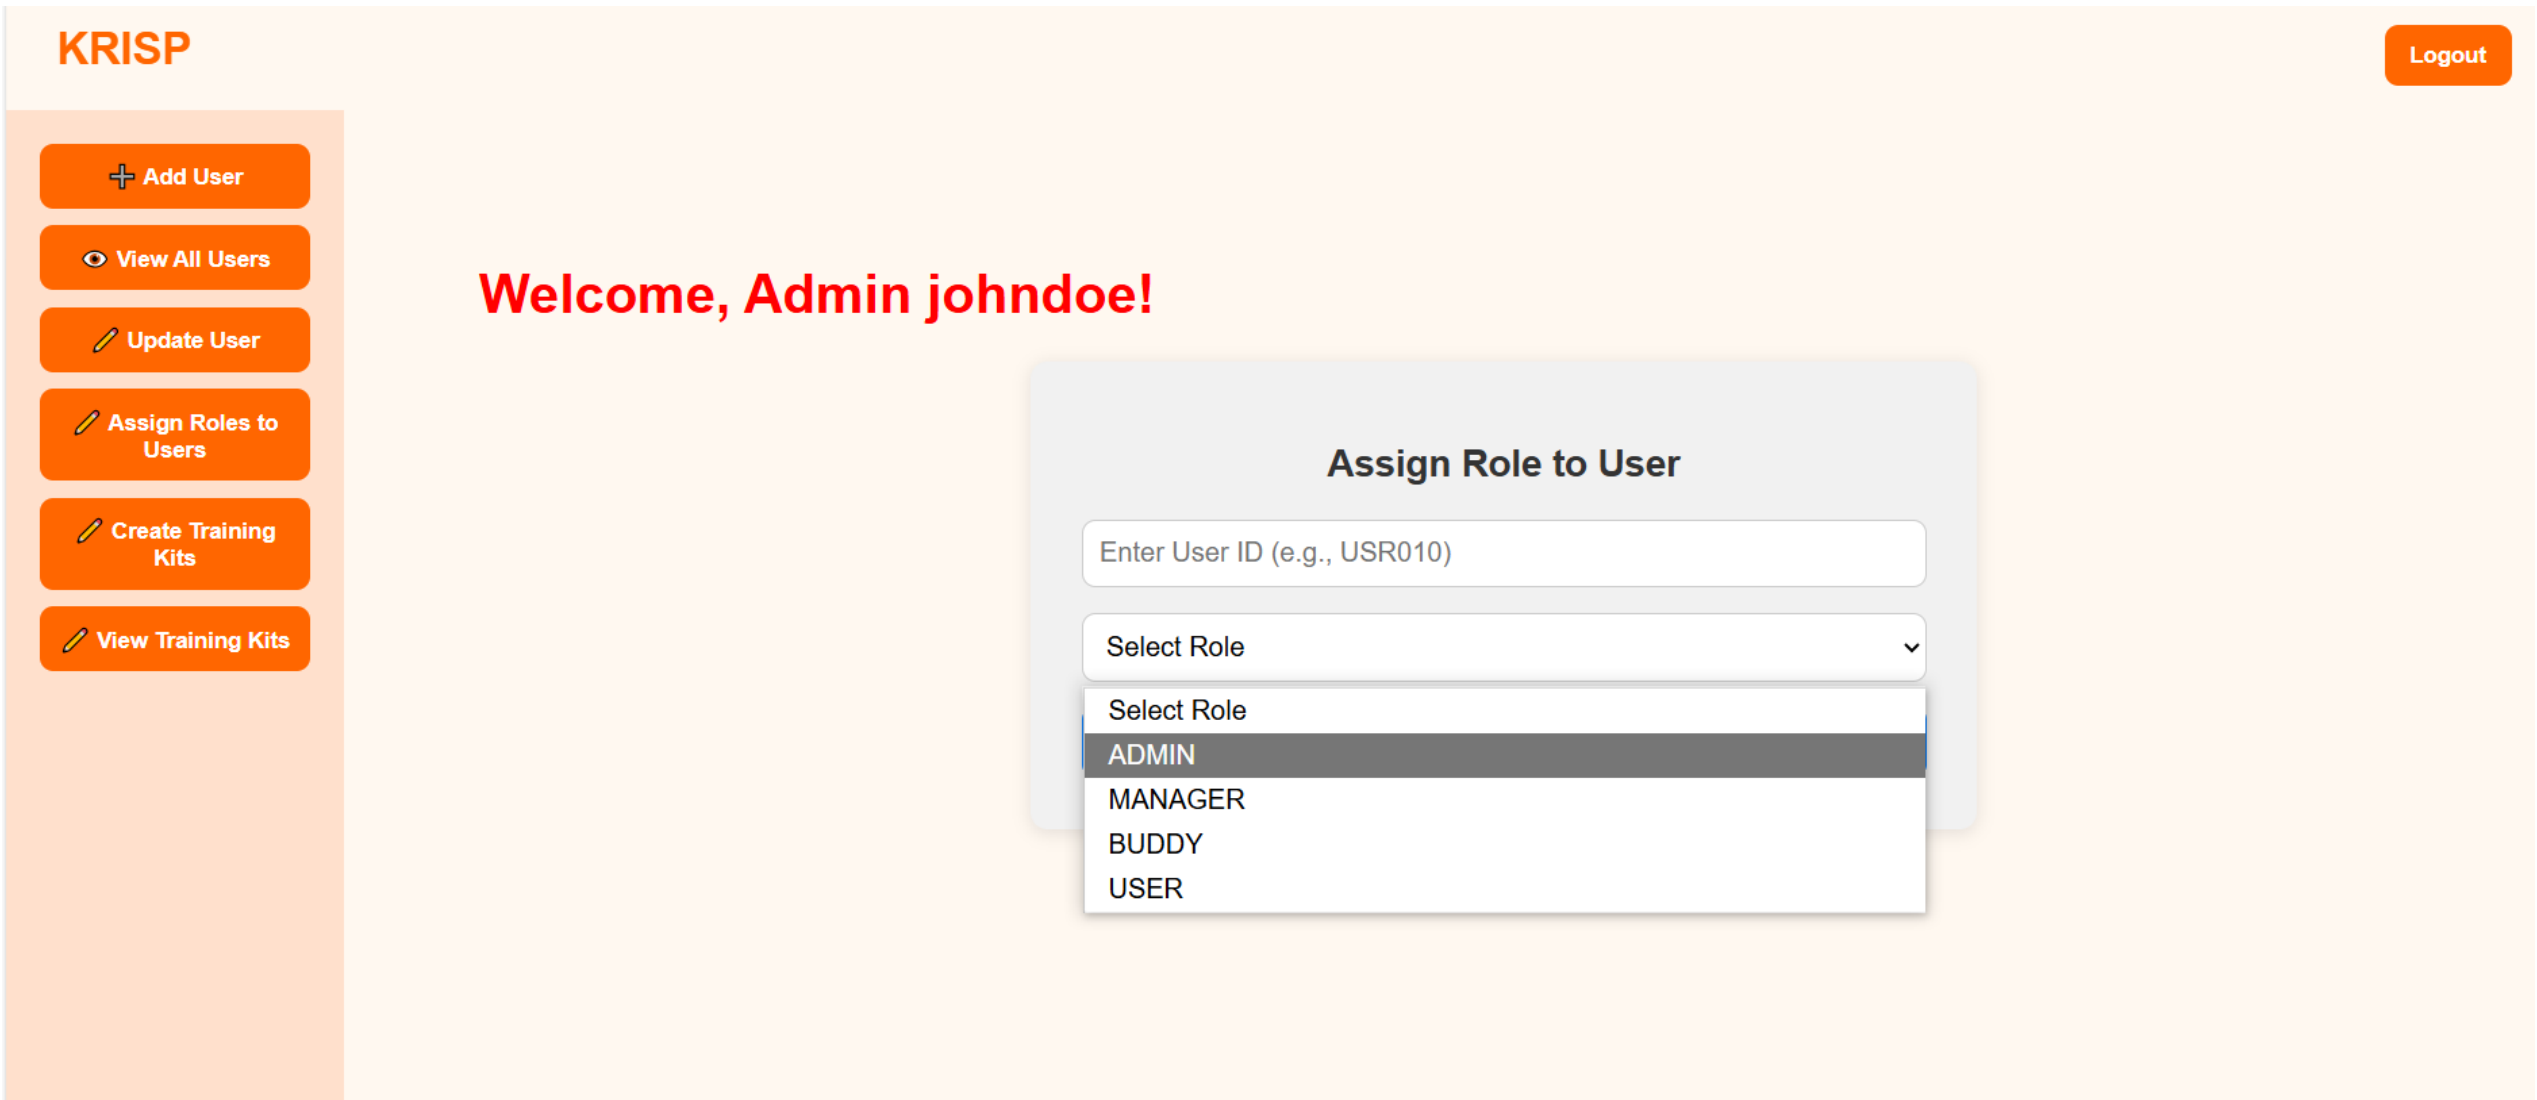 KRISP
Logout
Add User
View All Users
Update User
Assign Roles to
Users
Create Training
Kits
View Training Kits
Welcome, Admin johndoe!
Assign Role to User
Enter User ID (e.g., USR010)
Select Role
Select Role
ADMIN
MANAGER
BUDDY
USER